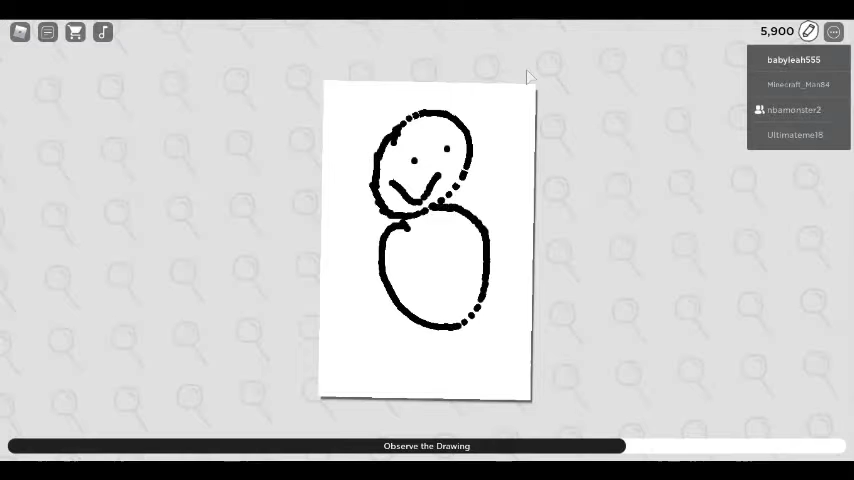 5,900
babyleah555
Minecraft_Man84
nbamonster2
Ultimateme18
Observe the Drawing